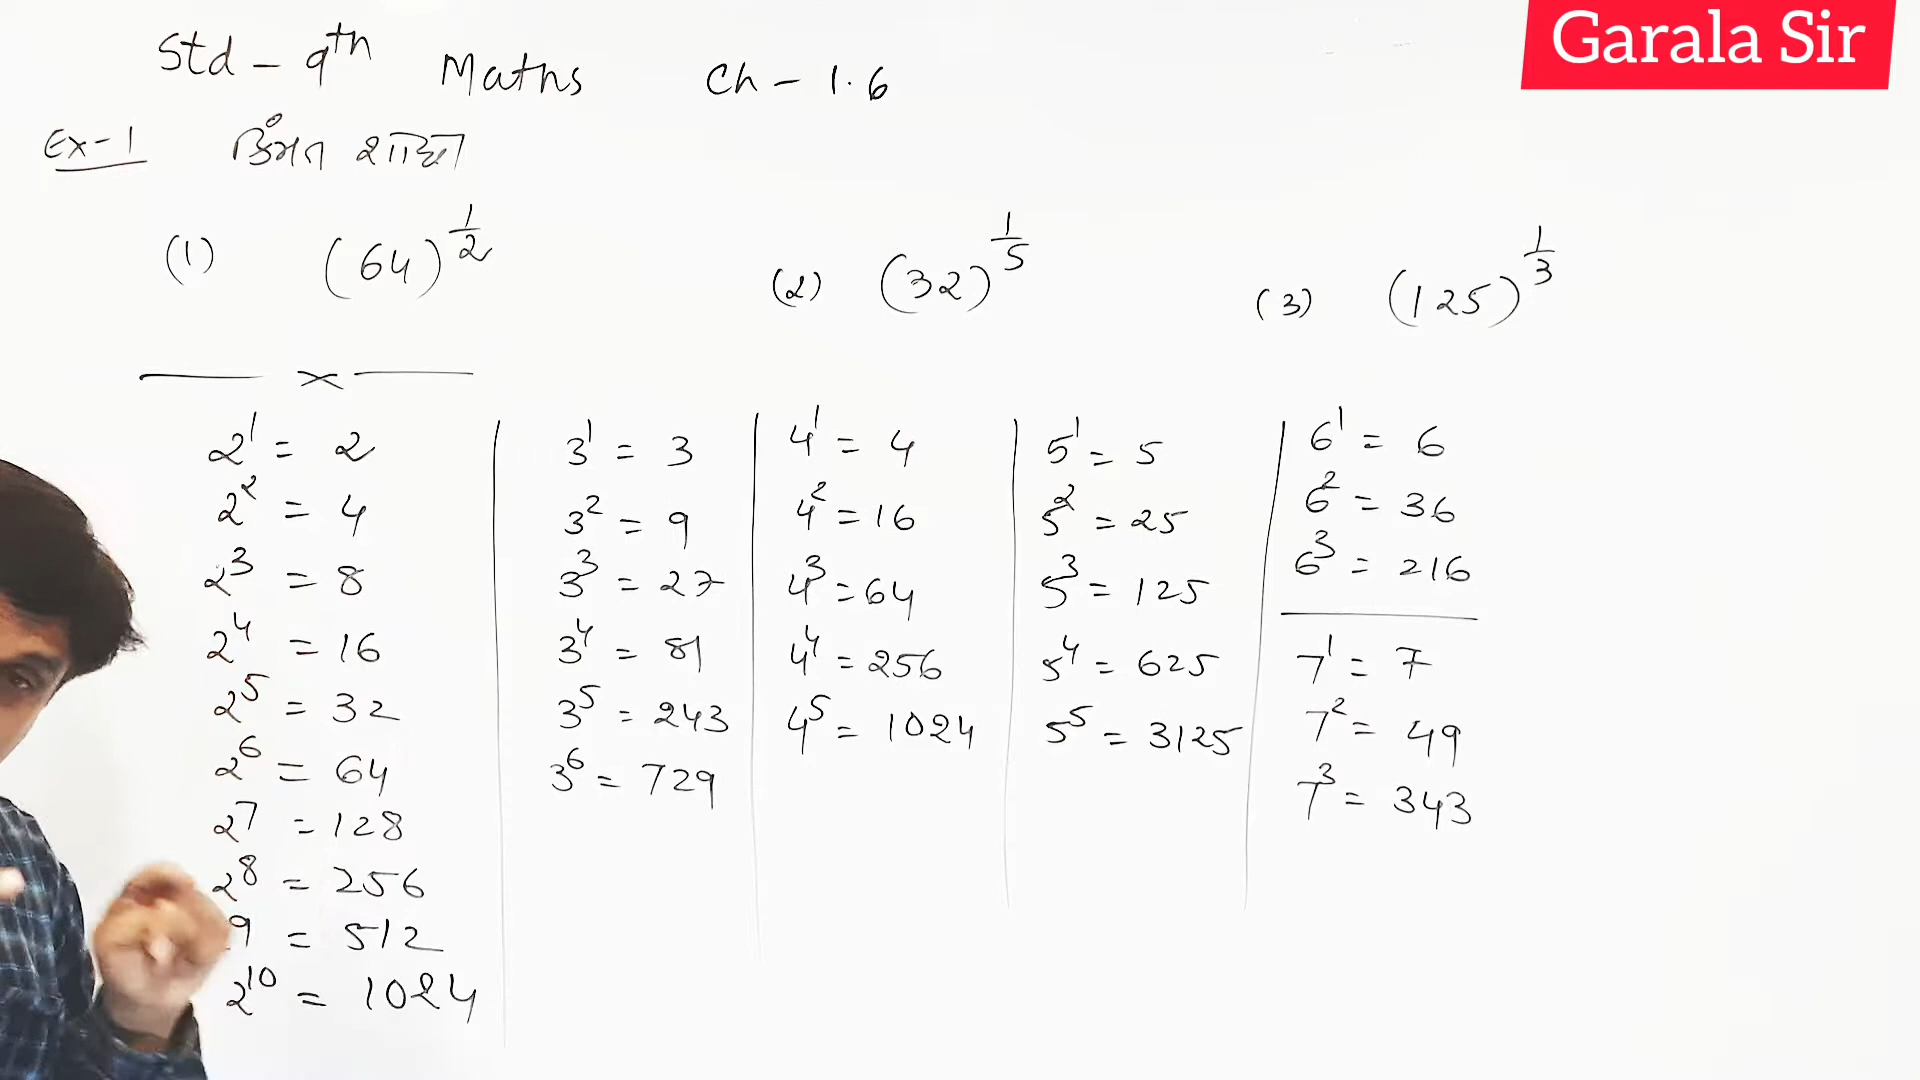 Garala Sir
Std - 9th Maths Ch - 1.6
Ex-1 કિંમત શોધો
(1) (64)^(1/2) (2) (32)^(1/5) (3) (125)^(1/3)
2^1 = 2
2^2 = 4
2^3 = 8
2^4 = 16
2^5 = 32
2^6 = 64
2^7 = 128
2^8 = 256
9 = 512
2^10 = 1024
3^1 = 3
3^2 = 9
3^3 = 27
3^4 = 81
3^5 = 243
3^6 = 729
4^1 = 4
4^2 = 16
4^3 = 64
4^4 = 256
4^5 = 1024
5^1 = 5
5^2 = 25
5^3 = 125
5^4 = 625
5^5 = 3125
6^1 = 6
6^2 = 36
6^3 = 216
7^1 = 7
7^2 = 49
7^3 = 343